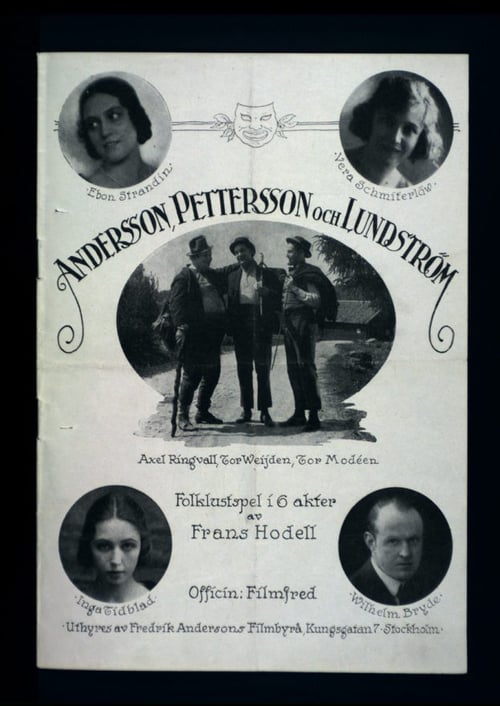 Ebon Strandin.
Vera Schmiterlöw.
ANDERSSON, PETTERSSON OCH LUNDSTRÖM
Axel Ringvall, Tor Weijden, Tor Modéen
Folklustspel i 6 akter
av
Frans Hodell
Officin: Filmfred
·Inga Tidblad·
·Wilhelm Bryde·
·Uthyres av Fredrik Andersons Filmbyrå, Kungsgatan 7·Stockholm·